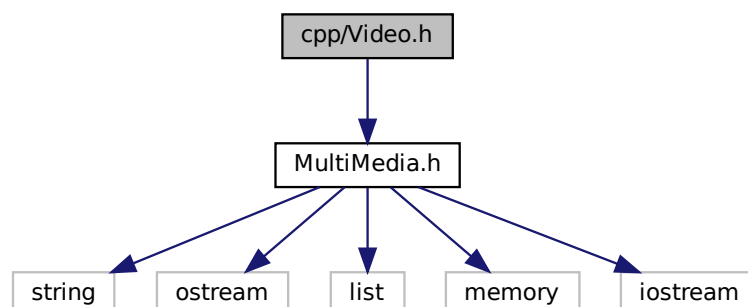 cpp/Video.h
MultiMedia.h
string
ostream
list
memory
iostream